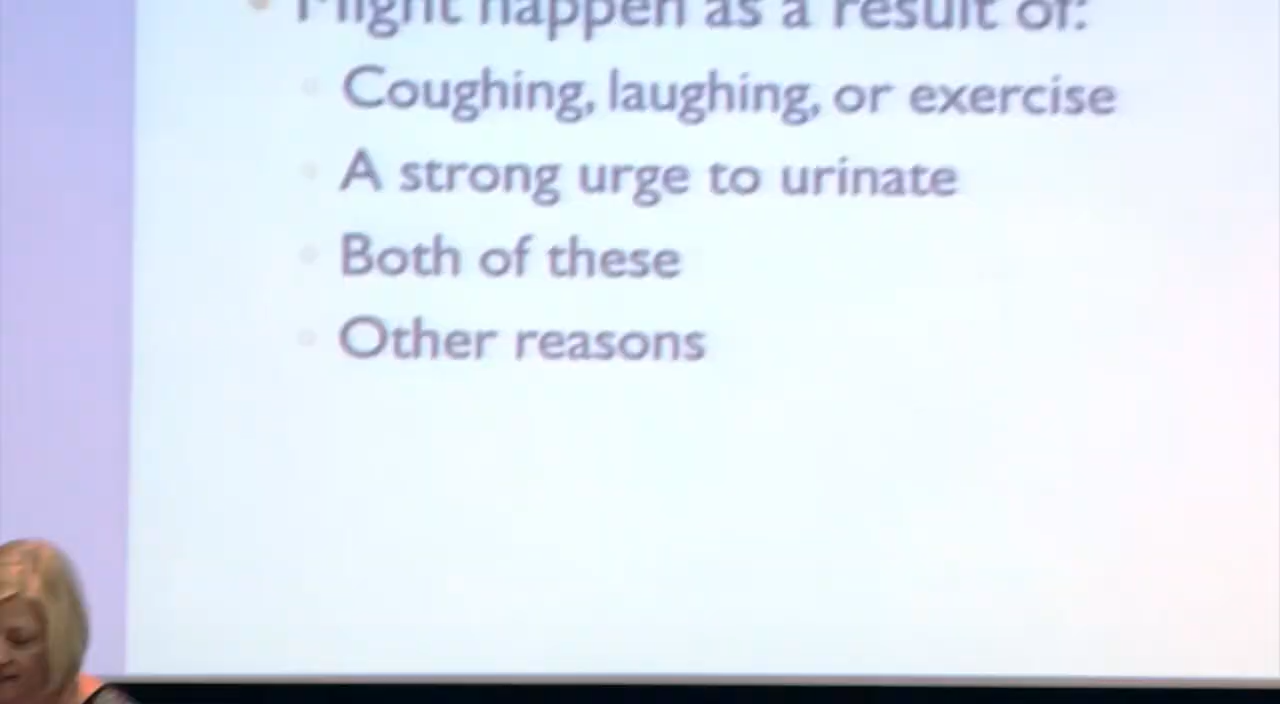 Might happen as a result of:
Coughing, laughing, or exercise
A strong urge to urinate
Both of these
Other reasons